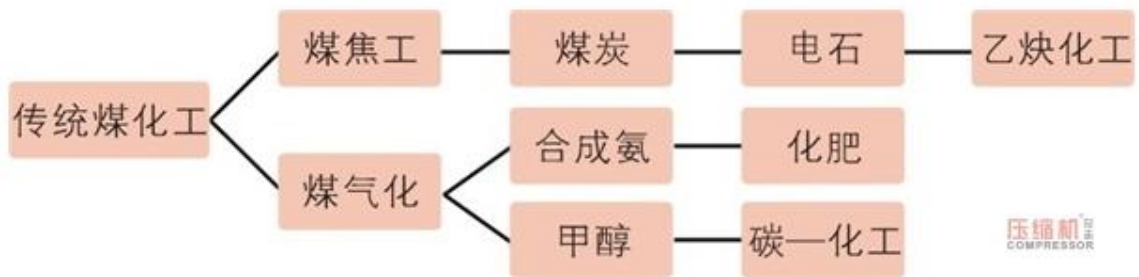 煤焦工
煤炭
电石
乙炔化工
传统煤化工
合成氨
化肥
煤气化
甲醇
碳一化工
压缩机
COMPRESSOR